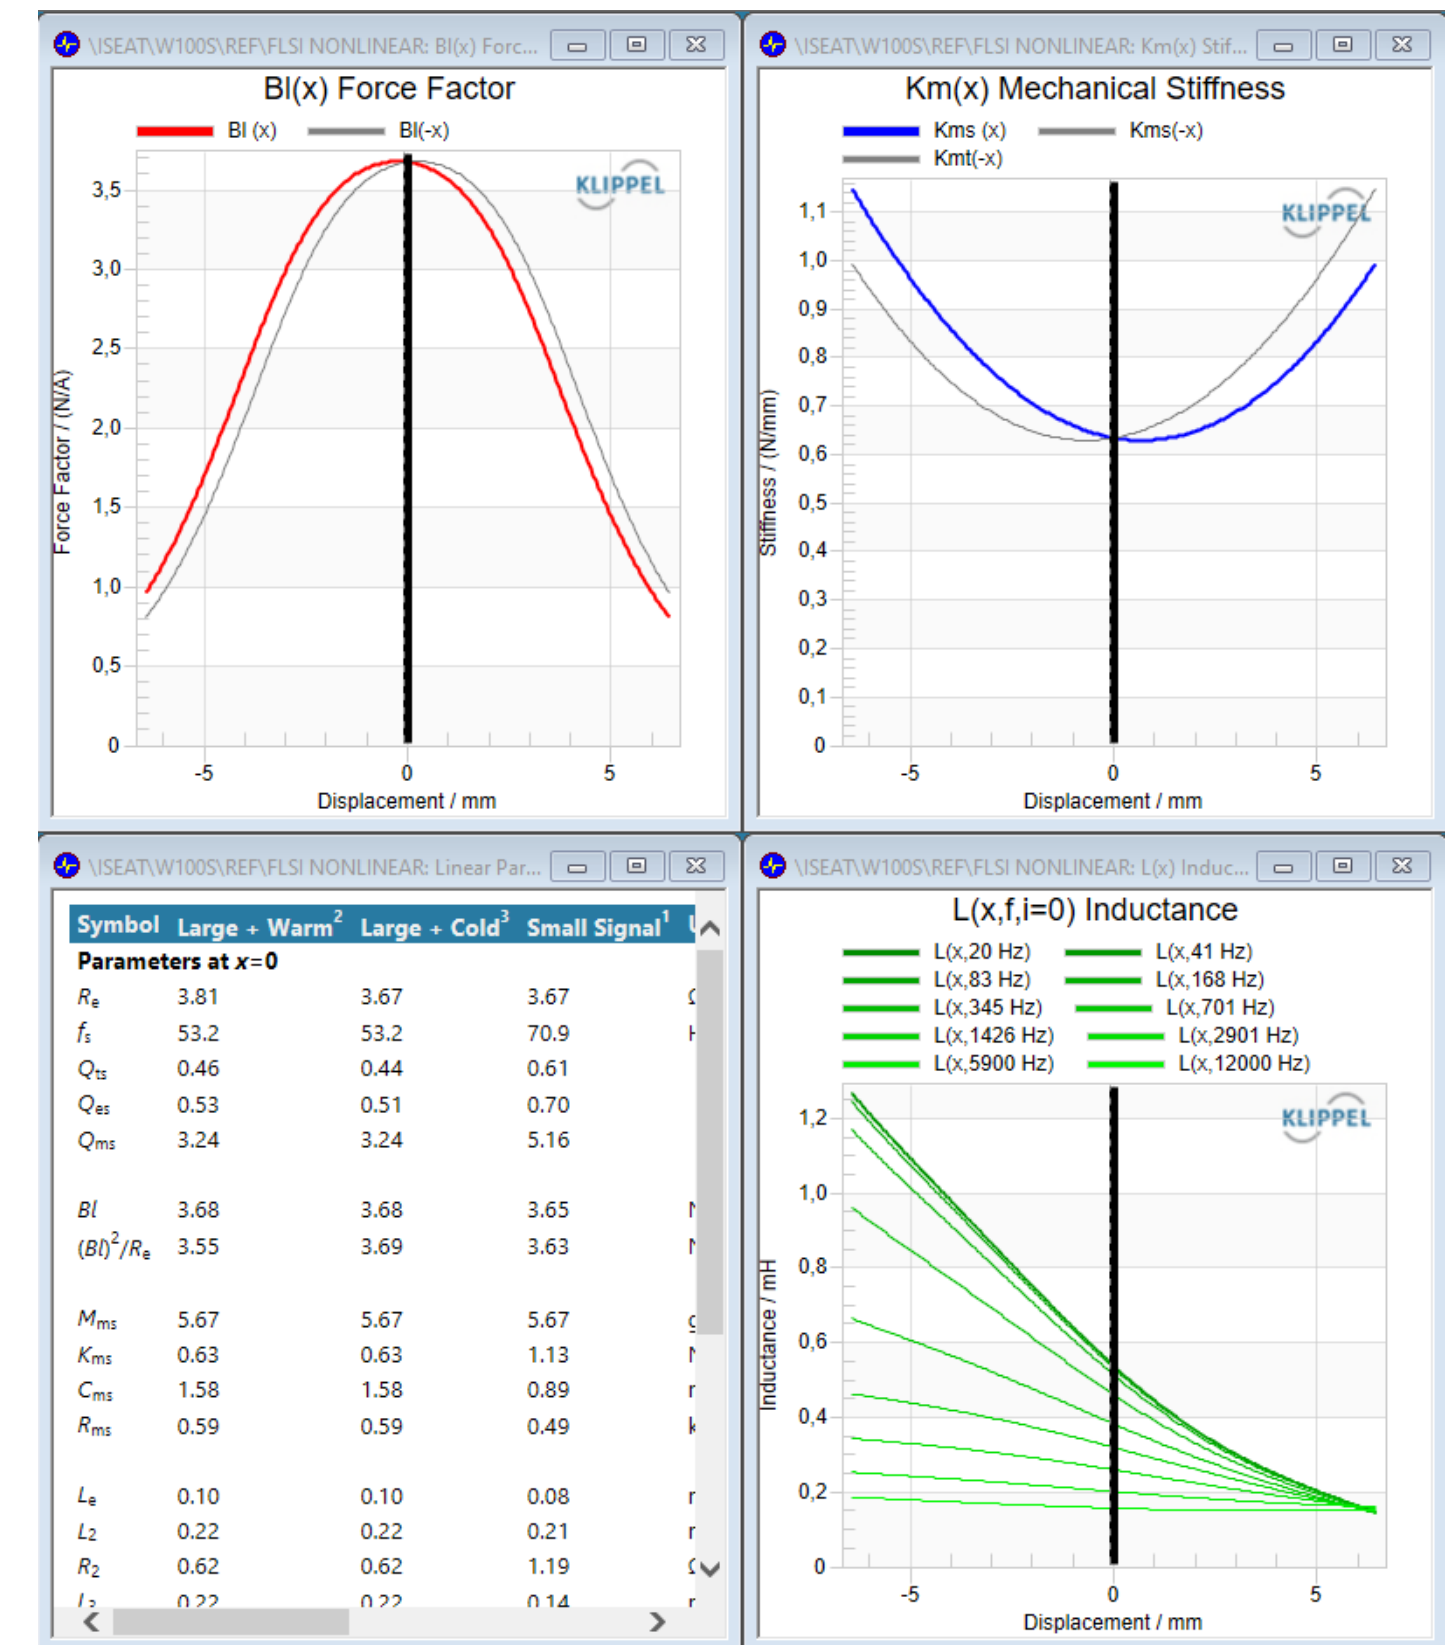 \ISEAT\W100S\REF\FLSI NONLINEAR: Bl(x) Forc...
Bl(x) Force Factor
Bl (x) Bl(-x)
KLIPPEL
3,5
3,0
2,5
2,0
1,5
1,0
0,5
0
Force Factor / (N/A)
-5 0 5
Displacement / mm
\ISEAT\W100S\REF\FLSI NONLINEAR: Km(x) Stif...
Km(x) Mechanical Stiffness
Kms (x) Kms(-x)
Kmt(-x)
KLIPPEL
1,1
1,0
0,9
0,8
0,7
0,6
0,5
0,4
0,3
0,2
0,1
0
Stiffness / (N/mm)
-5 0 5
Displacement / mm
\ISEAT\W100S\REF\FLSI NONLINEAR: Linear Par...
Symbol Large + Warm² Large + Cold³ Small Signal¹
Parameters at x=0
Re 3.81 3.67 3.67
fs 53.2 53.2 70.9
Qts 0.46 0.44 0.61
Qes 0.53 0.51 0.70
Qms 3.24 3.24 5.16
Bl 3.68 3.68 3.65
(Bl)²/Re 3.55 3.69 3.63
Mms 5.67 5.67 5.67
Kms 0.63 0.63 1.13
Cms 1.58 1.58 0.89
Rms 0.59 0.59 0.49
Le 0.10 0.10 0.08
L2 0.22 0.22 0.21
R2 0.62 0.62 1.19
0.22 0.22 0.14
\ISEAT\W100S\REF\FLSI NONLINEAR: L(x) Induc...
L(x,f,i=0) Inductance
L(x,20 Hz) L(x,41 Hz)
L(x,83 Hz) L(x,168 Hz)
L(x,345 Hz) L(x,701 Hz)
L(x,1426 Hz) L(x,2901 Hz)
L(x,5900 Hz) L(x,12000 Hz)
KLIPPEL
1,2
1,0
0,8
0,6
0,4
0,2
0
Inductance / mH
-5 0 5
Displacement / mm